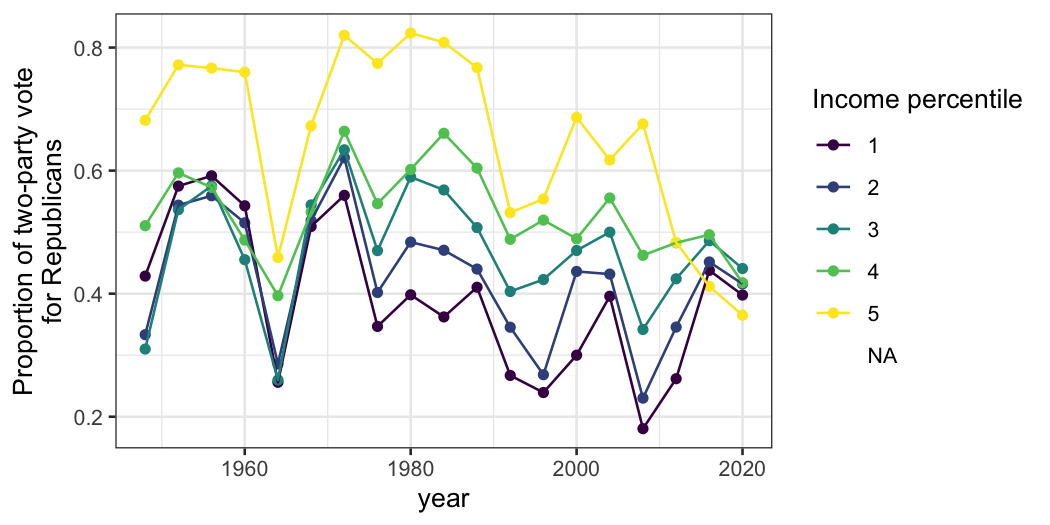 Proportion of two-party vote
for Republicans
0.8
0.6
0.4
0.2
1960 1980 2000 2020
year
Income percentile
1
2
3
4
5
NA